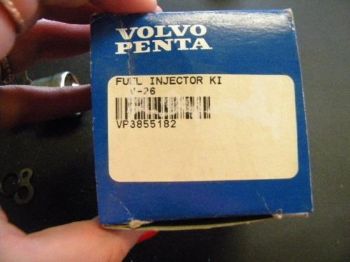 VOLVO
PENTA
FUEL INJECTOR KI
V-26
VP3855182